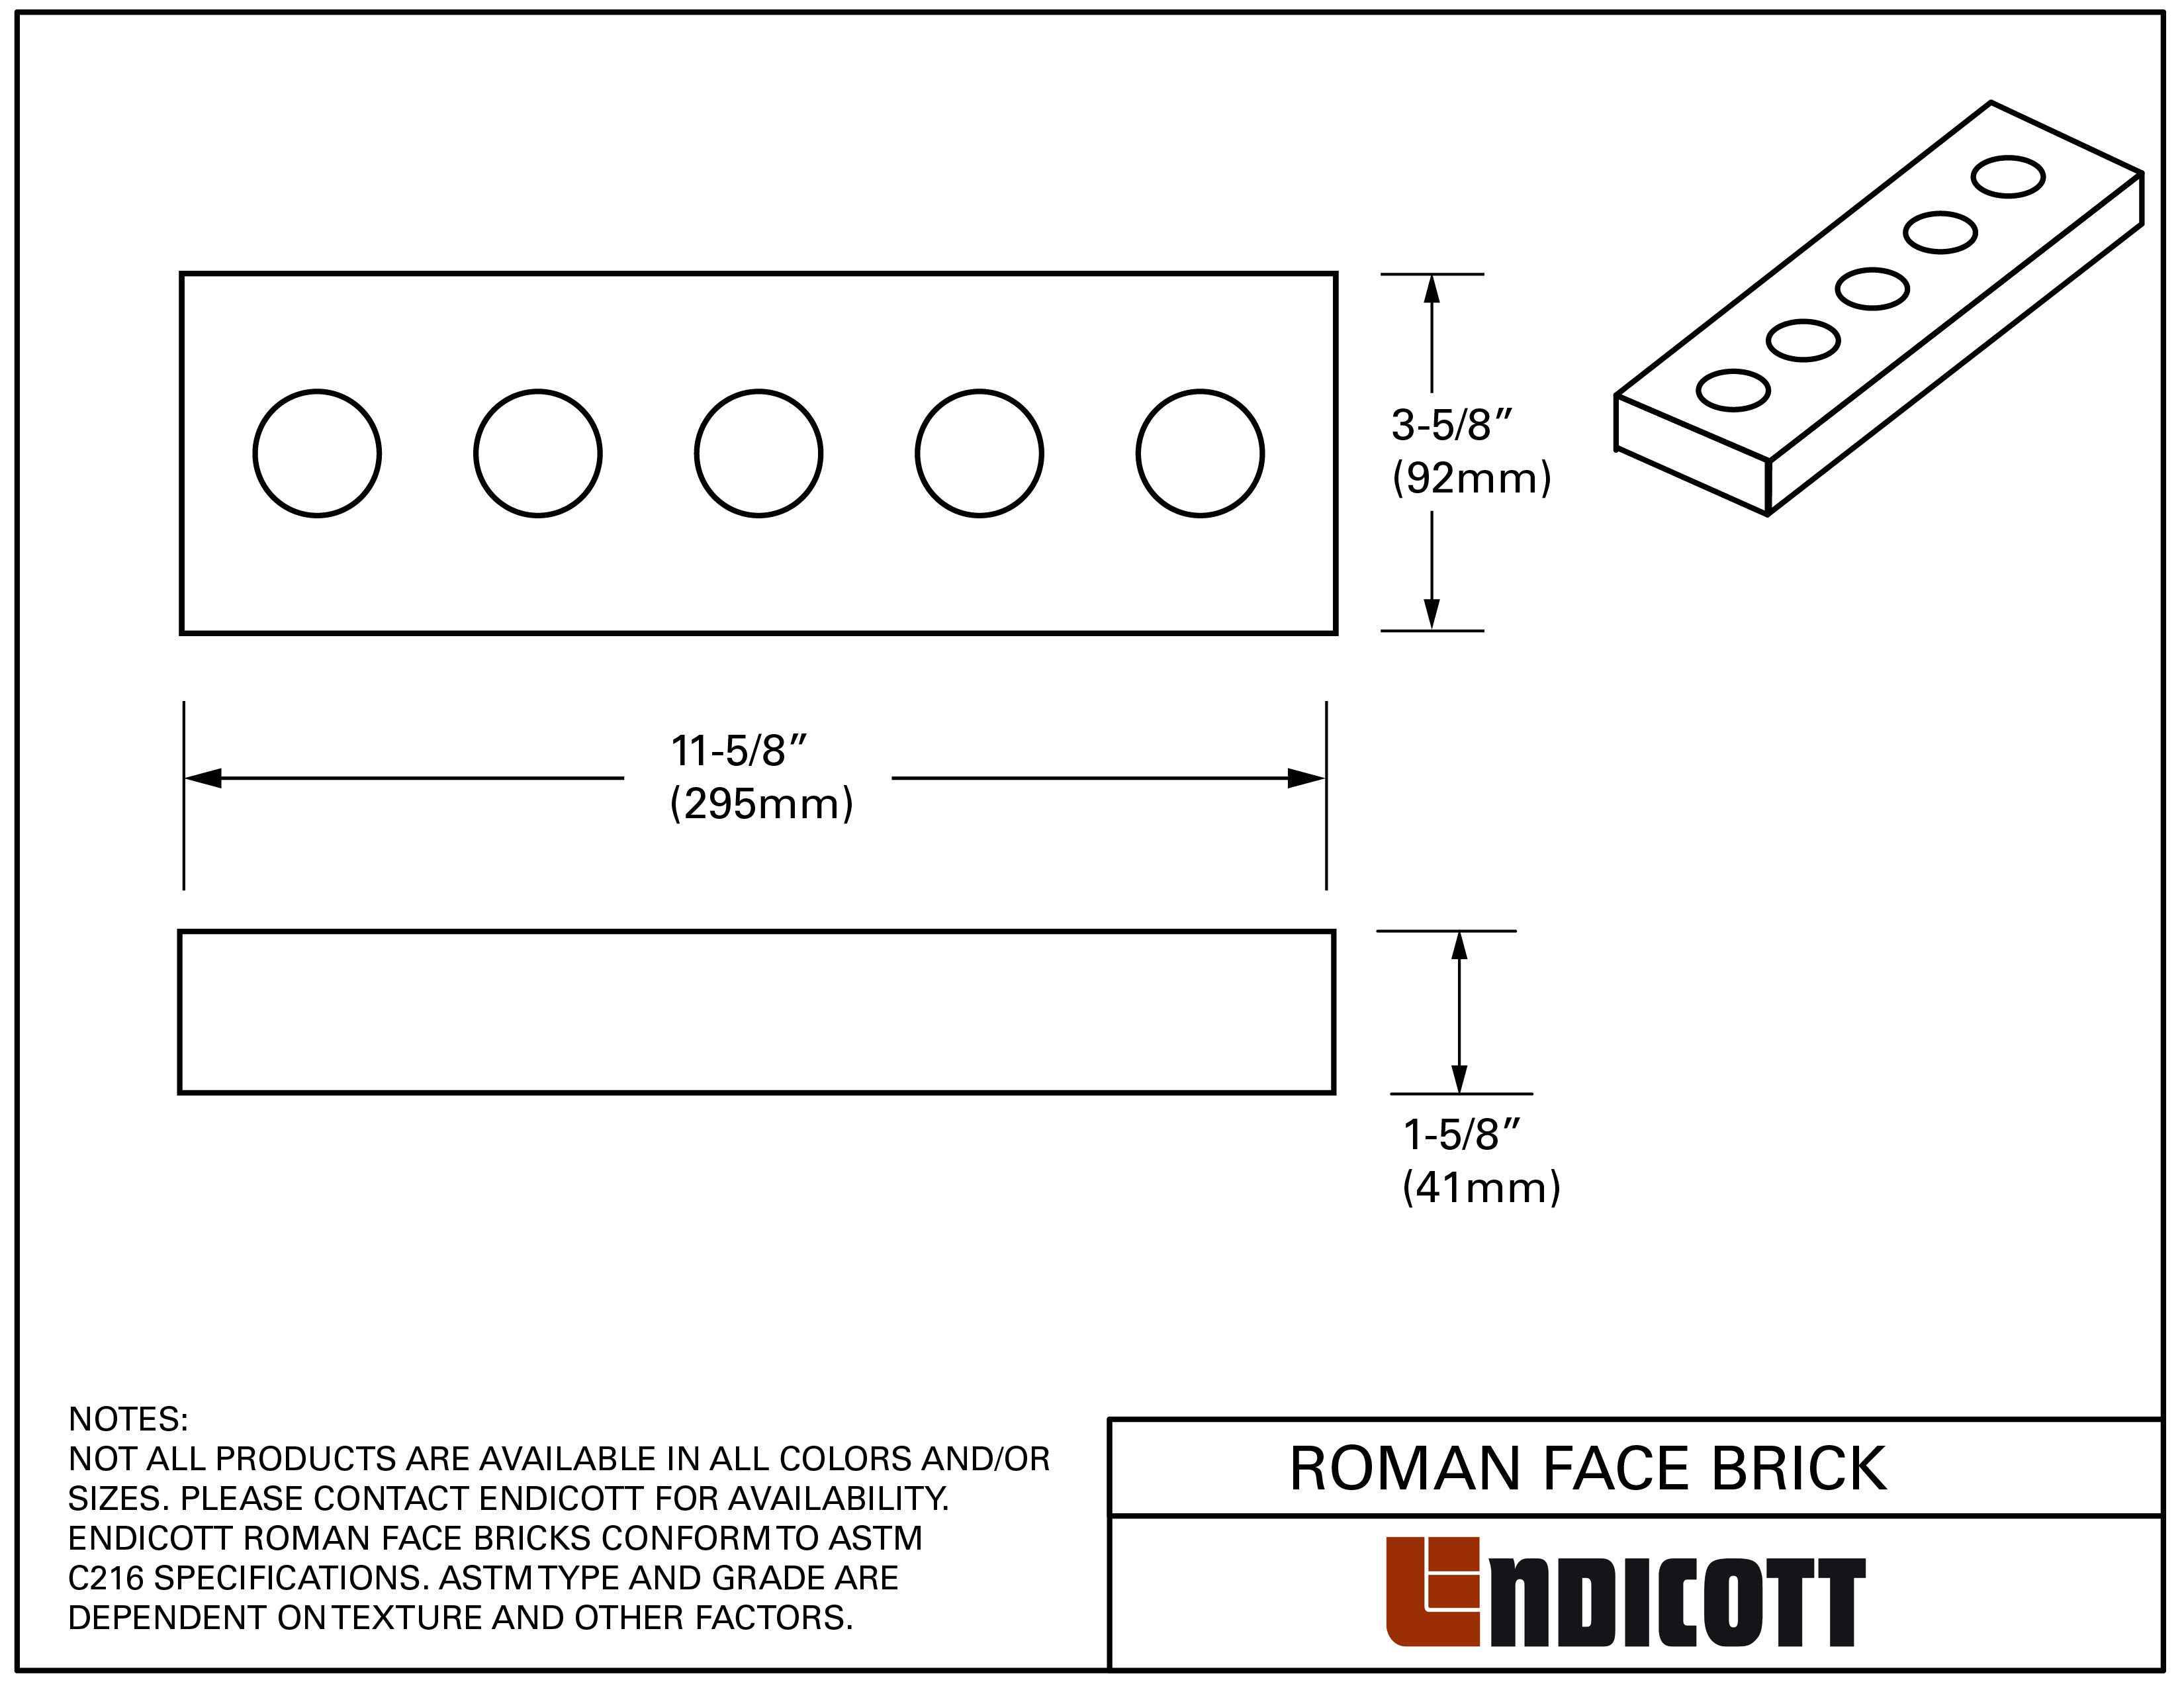 3-5/8”
(92mm)
11-5/8”
(295mm)
1-5/8”
(41mm)
NOTES:
NOT ALL PRODUCTS ARE AVAILABLE IN ALL COLORS AND/OR
SIZES. PLEASE CONTACT ENDICOTT FOR AVAILABILITY.
ENDICOTT ROMAN FACE BRICKS CONFORM TO ASTM
C216 SPECIFICATIONS. ASTM TYPE AND GRADE ARE
DEPENDENT ON TEXTURE AND OTHER FACTORS.
ROMAN FACE BRICK
ENDICOTT